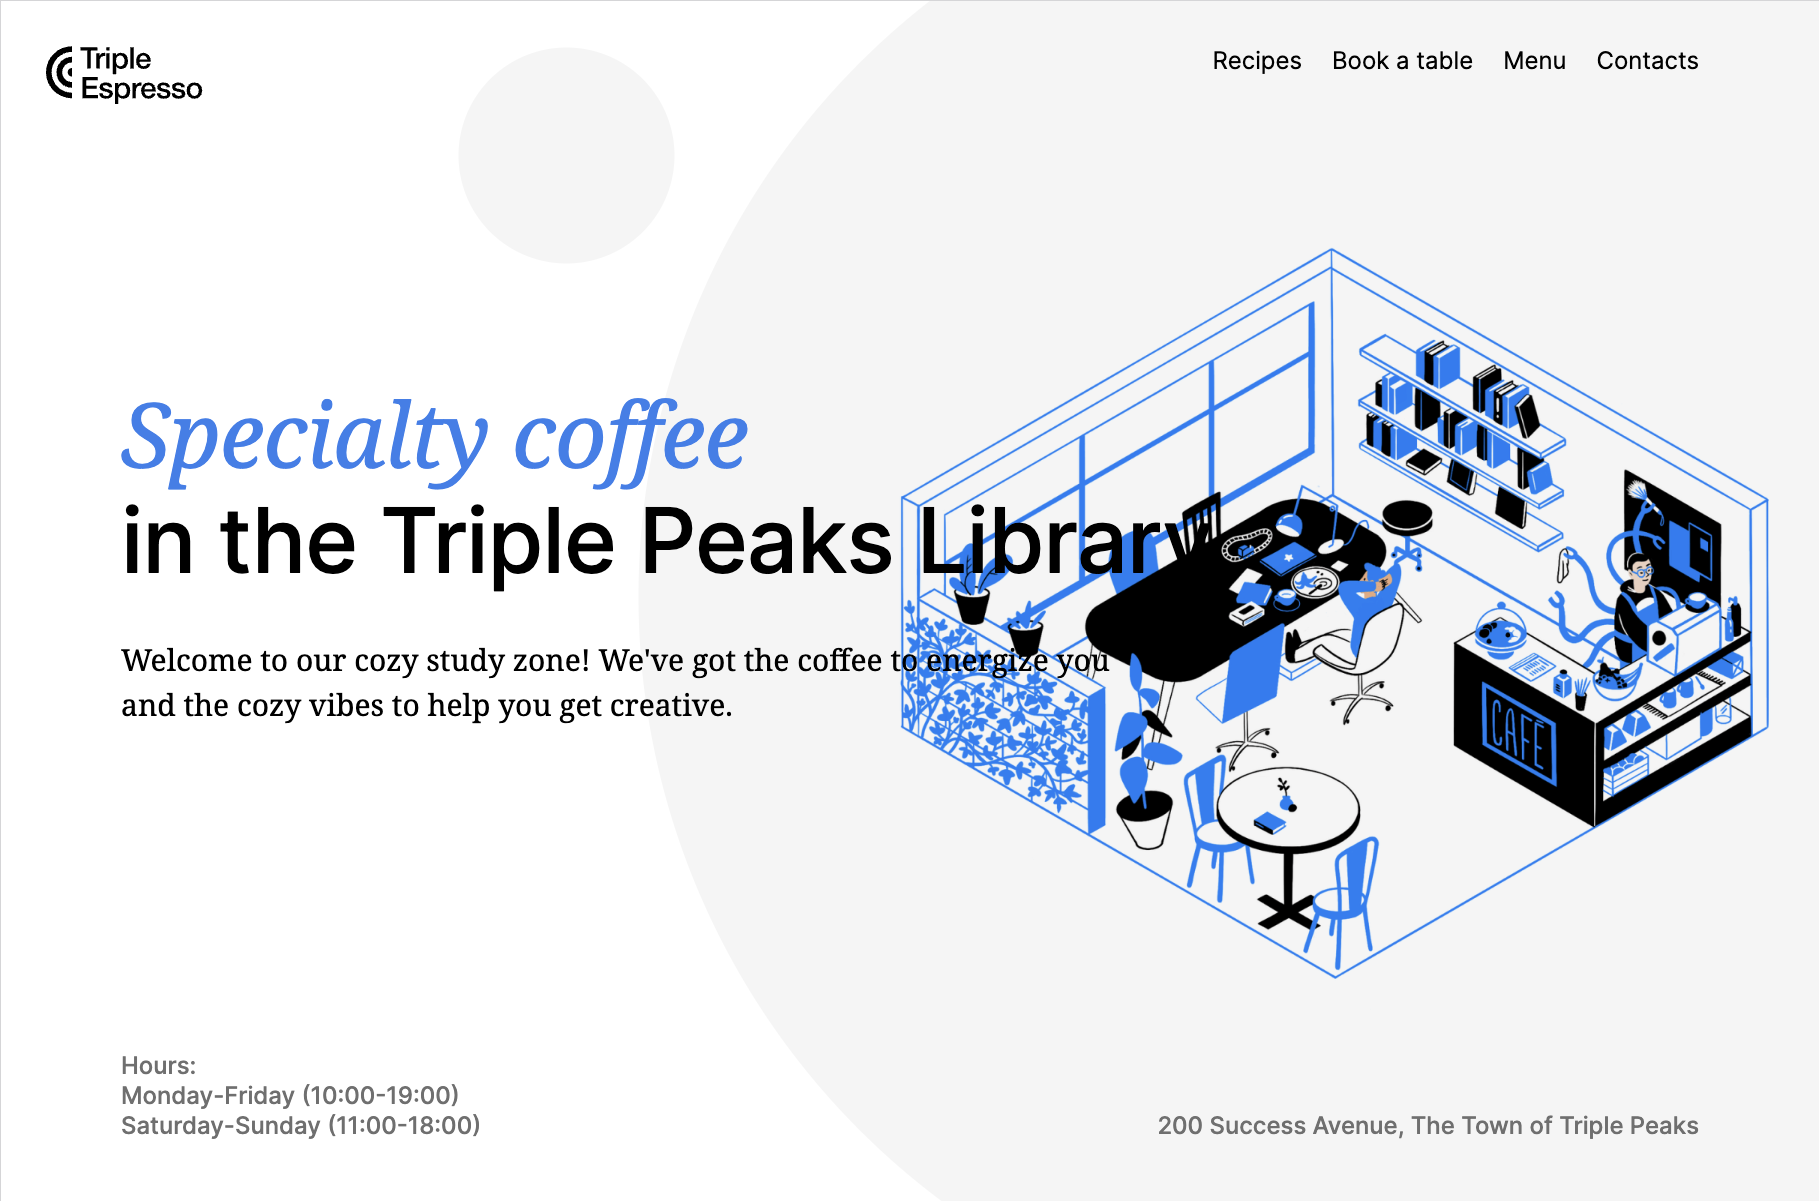 Triple
Espresso
Recipes Book a table Menu Contacts
Specialty coffee
in the Triple Peaks Library
Welcome to our cozy study zone! We've got the coffee to energize you
and the cozy vibes to help you get creative.
CAFÉ
Hours:
Monday-Friday (10:00-19:00)
Saturday-Sunday (11:00-18:00)
200 Success Avenue, The Town of Triple Peaks